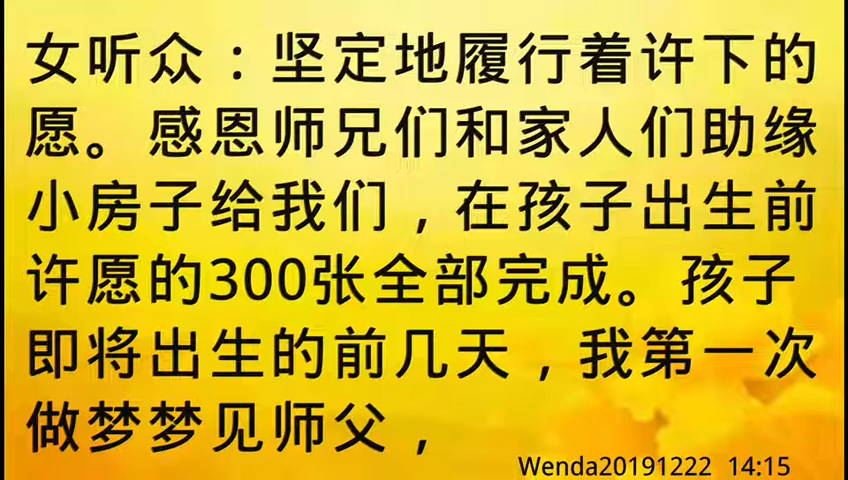 女听众：坚定地履行着许下的
愿。感恩师兄们和家人们助缘
小房子给我们，在孩子出生前
许愿的300张全部完成。孩子
即将出生的前几天，我第一次
做梦梦见师父，
Wenda20191222 14:15